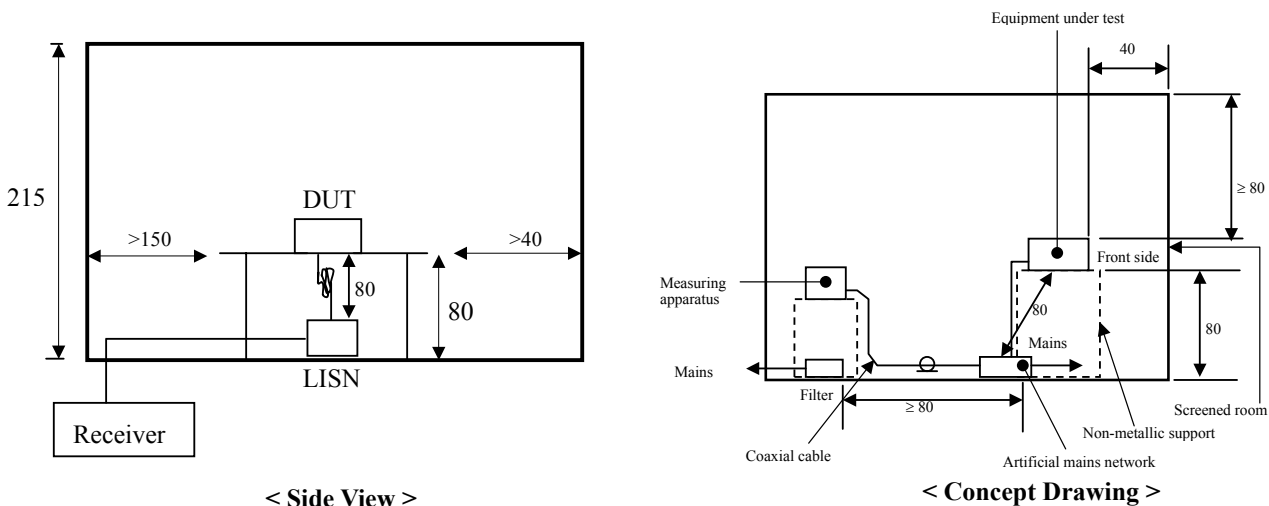 215
>150
DUT
80
LISN
>40
80
Receiver
< Side View >
Equipment under test
40
≥ 80
Front side
Measuring
apparatus
80
80
Mains
Mains
Filter
≥ 80
Screened room
Non-metallic support
Coaxial cable
Artificial mains network
< Concept Drawing >